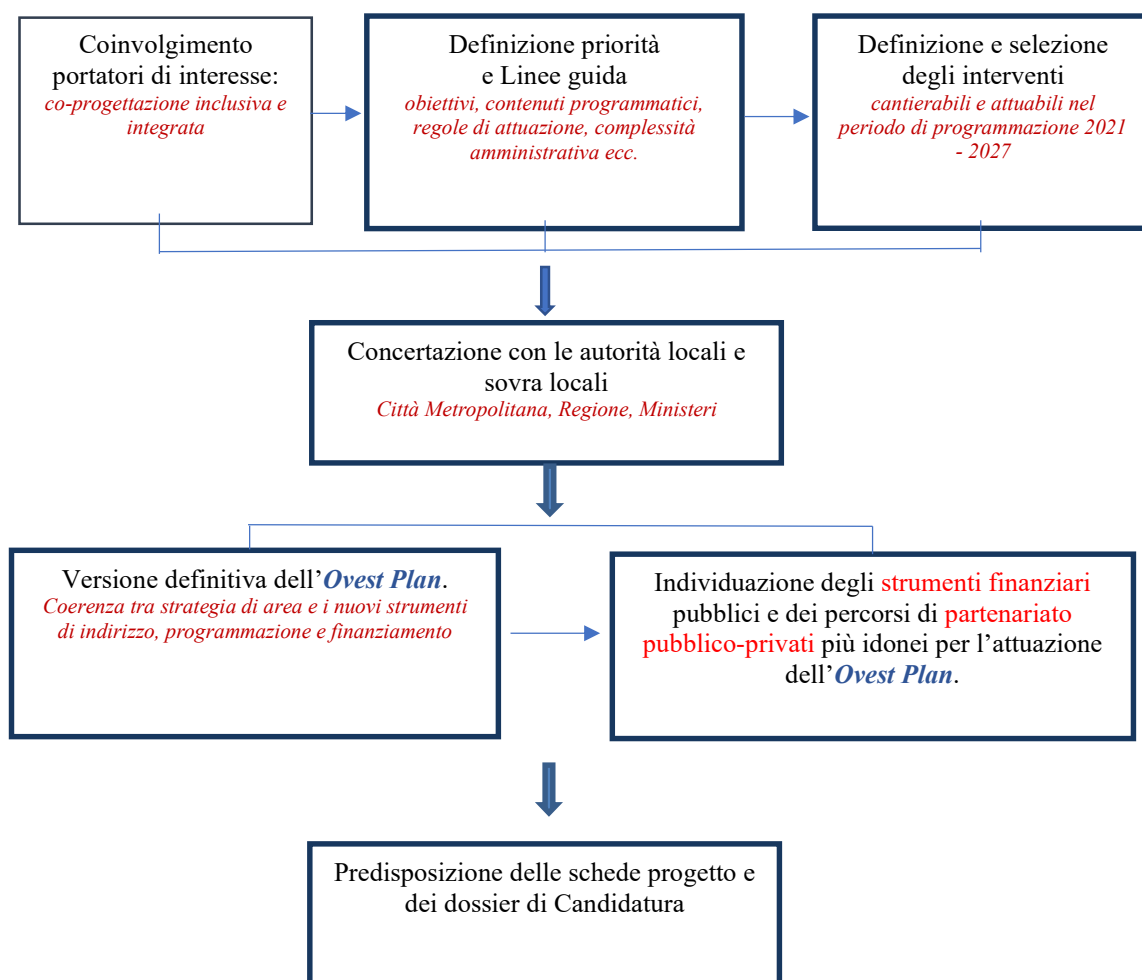 Coinvolgimento
portatori di interesse:
co-progettazione inclusiva e
integrata
Definizione priorità
e Linee guida
obiettivi, contenuti programmatici,
regole di attuazione, complessità
amministrativa ecc.
Definizione e selezione
degli interventi
cantierabili e attuabili nel
periodo di programmazione 2021
- 2027
Concertazione con le autorità locali e
sovra locali
Città Metropolitana, Regione, Ministeri
Versione definitiva dell’Ovest Plan.
Coerenza tra strategia di area e i nuovi strumenti
di indirizzo, programmazione e finanziamento
Individuazione degli strumenti finanziari
pubblici e dei percorsi di partenariato
pubblico-privati più idonei per l’attuazione
dell’Ovest Plan.
Predisposizione delle schede progetto e
dei dossier di Candidatura